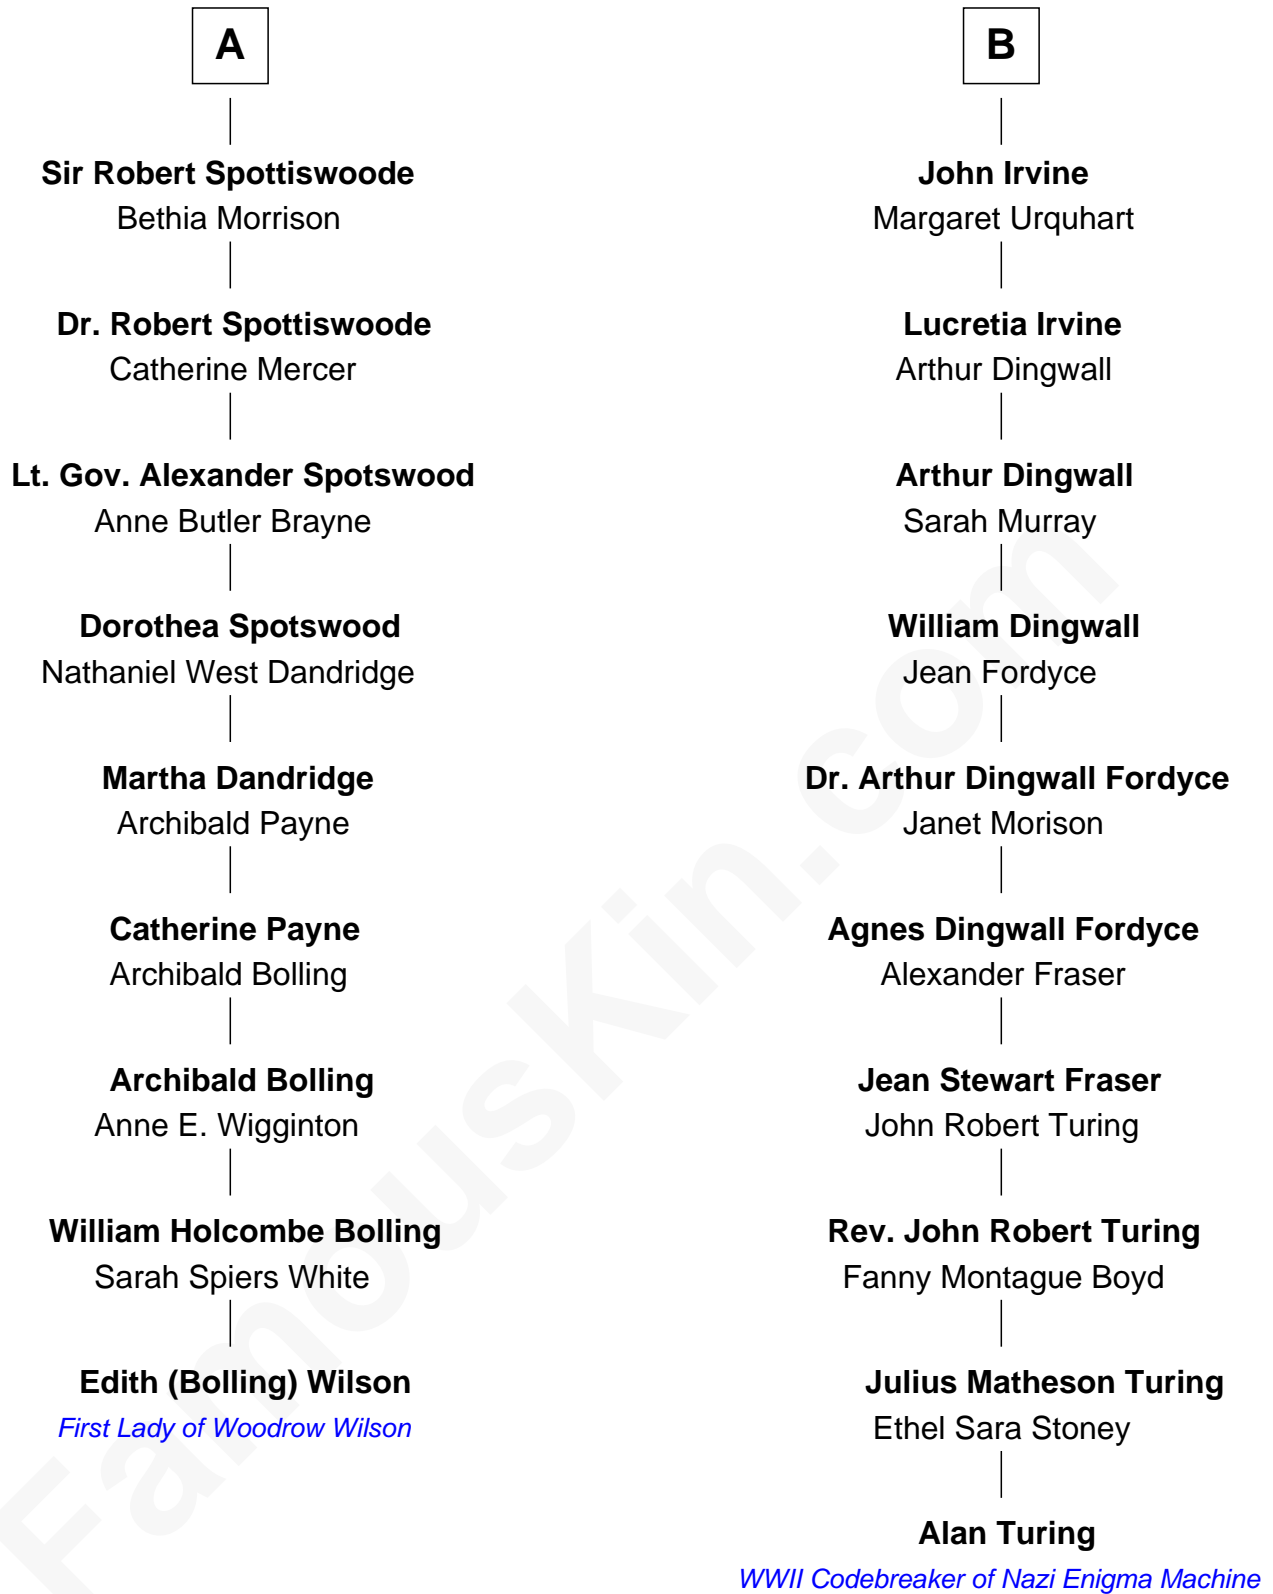 A
Sir Robert Spottiswoode
Bethia Morrison
Dr. Robert Spottiswoode
Catherine Mercer
Lt. Gov. Alexander Spotswood
Anne Butler Brayne
Dorothea Spotswood
Nathaniel West Dandridge
Martha Dandridge
Archibald Payne
Catherine Payne
Archibald Bolling
Archibald Bolling
Anne E. Wigginton
William Holcombe Bolling
Sarah Spiers White
Edith (Bolling) Wilson
First Lady of Woodrow Wilson
B
John Irvine
Margaret Urquhart
Lucretia Irvine
Arthur Dingwall
Arthur Dingwall
Sarah Murray
William Dingwall
Jean Fordyce
Dr. Arthur Dingwall Fordyce
Janet Morison
Agnes Dingwall Fordyce
Alexander Fraser
Jean Stewart Fraser
John Robert Turing
Rev. John Robert Turing
Fanny Montague Boyd
Julius Matheson Turing
Ethel Sara Stoney
Alan Turing
WWII Codebreaker of Nazi Enigma Machine
FamousKin.com